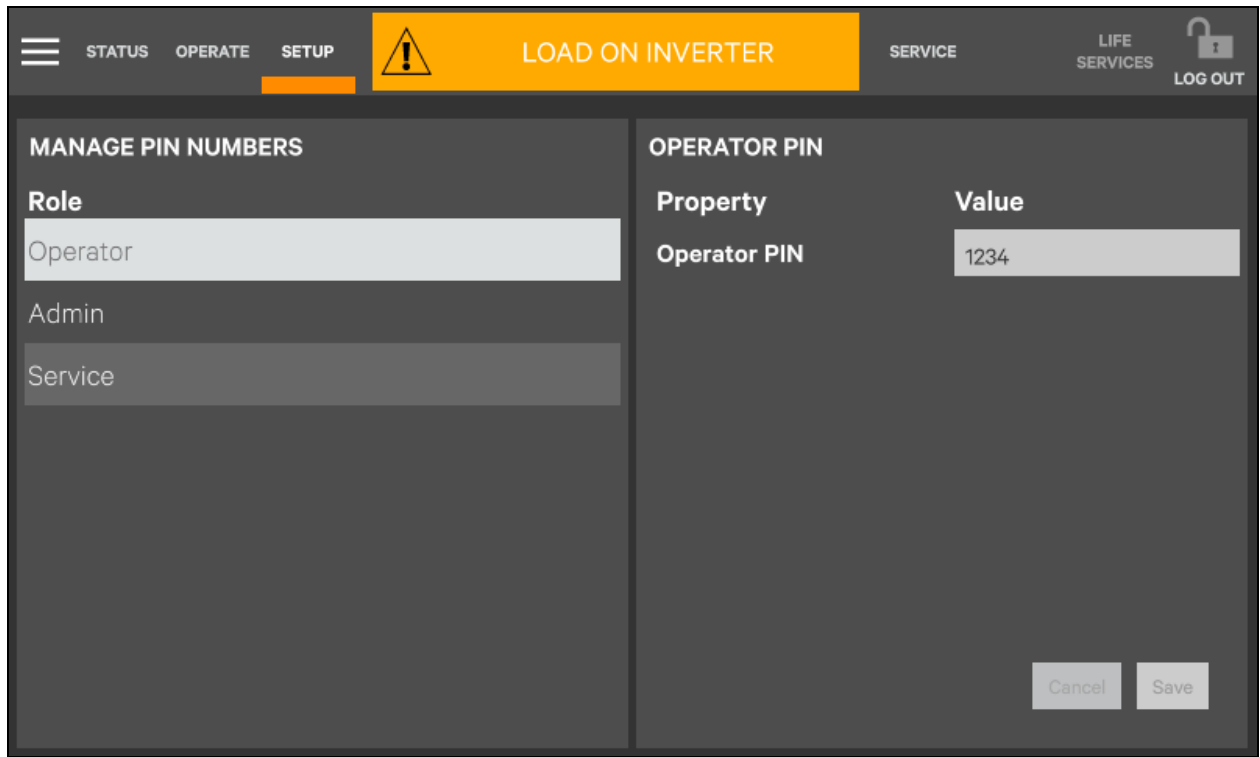 STATUS OPERATE SETUP LOAD ON INVERTER SERVICE LIFE SERVICES LOG OUT
MANAGE PIN NUMBERS
Role
Operator
Admin
Service
OPERATOR PIN
Property Value
Operator PIN 1234
Cancel Save